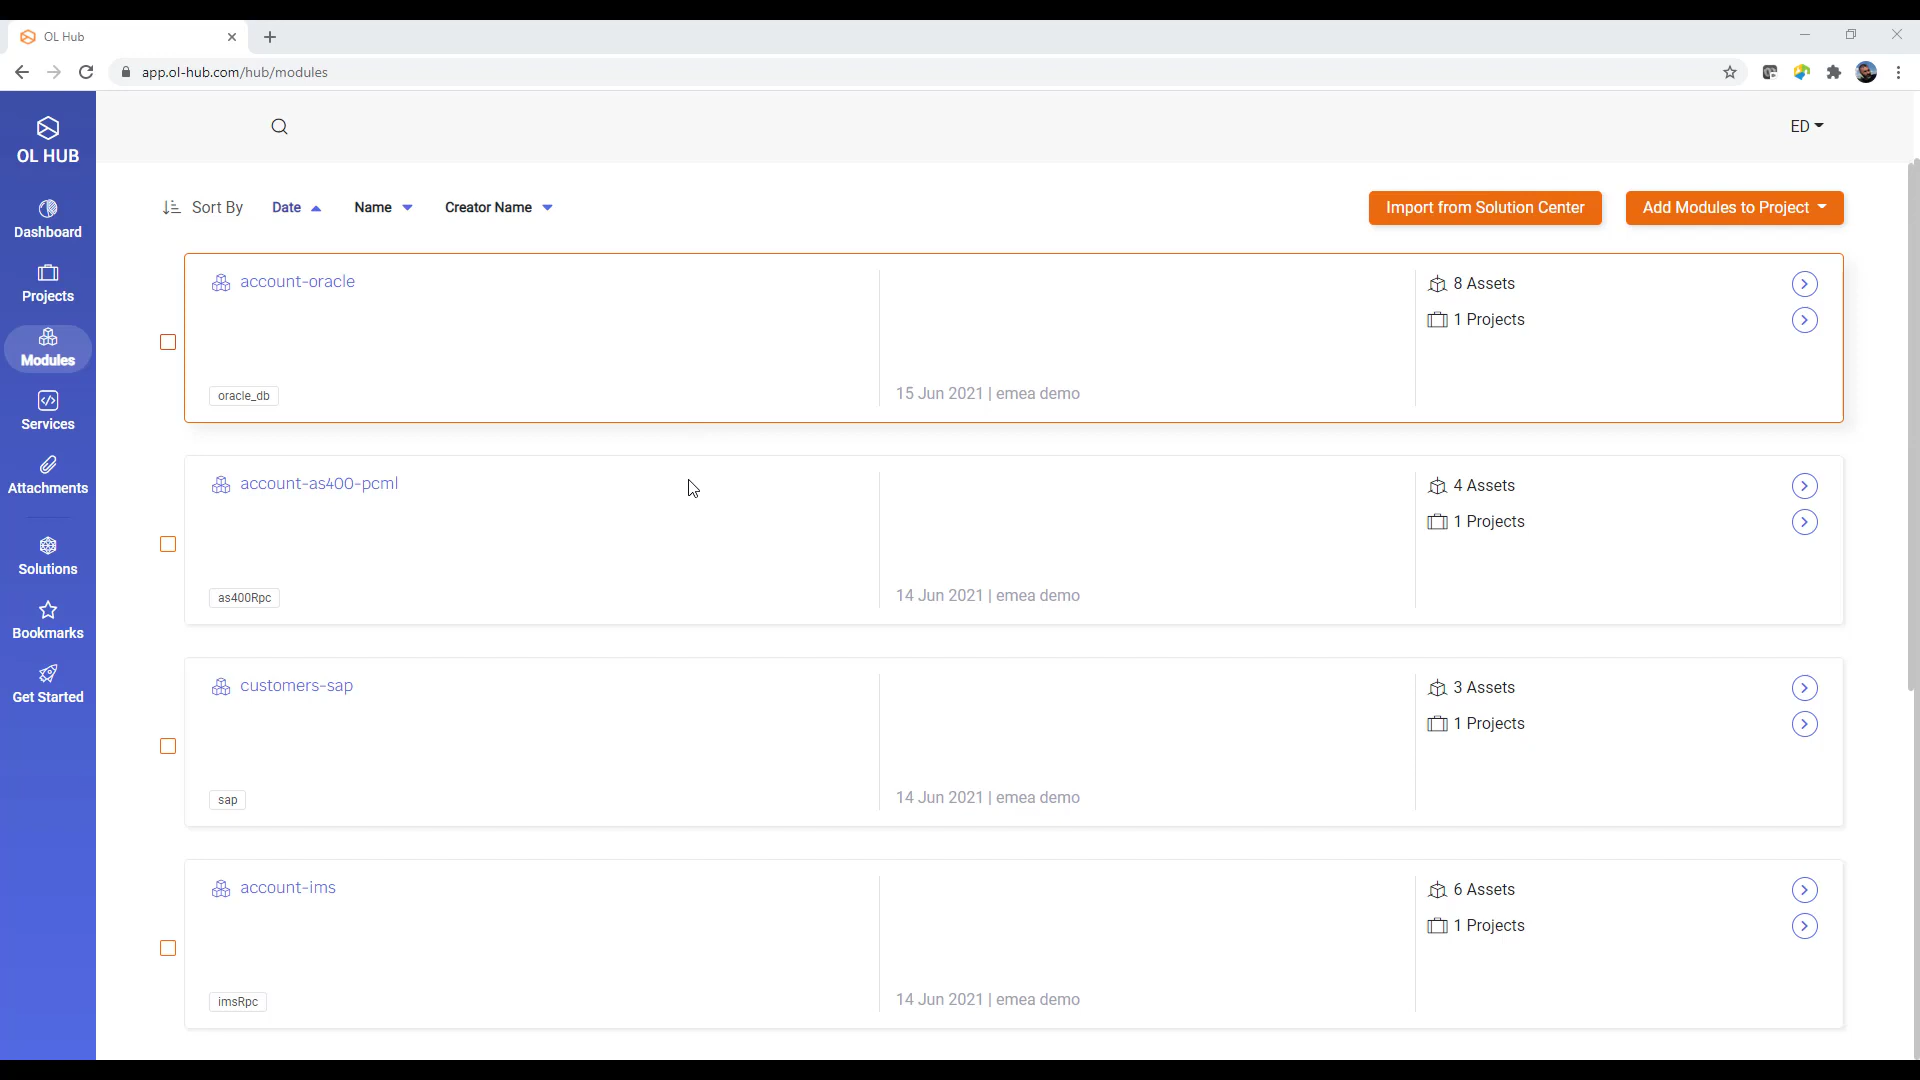 OL Hub
app.ol-hub.com/hub/modules
OL HUB
ED
Dashboard
Projects
Modules
Services
Attachments
Solutions
Bookmarks
Get Started
Sort By Date Name Creator Name
Import from Solution Center
Add Modules to Project
account-oracle
8 Assets
1 Projects
oracle_db
15 Jun 2021 | emea demo
account-as400-pcml
4 Assets
1 Projects
as400Rpc
14 Jun 2021 | emea demo
customers-sap
3 Assets
1 Projects
sap
14 Jun 2021 | emea demo
account-ims
6 Assets
1 Projects
imsRpc
14 Jun 2021 | emea demo